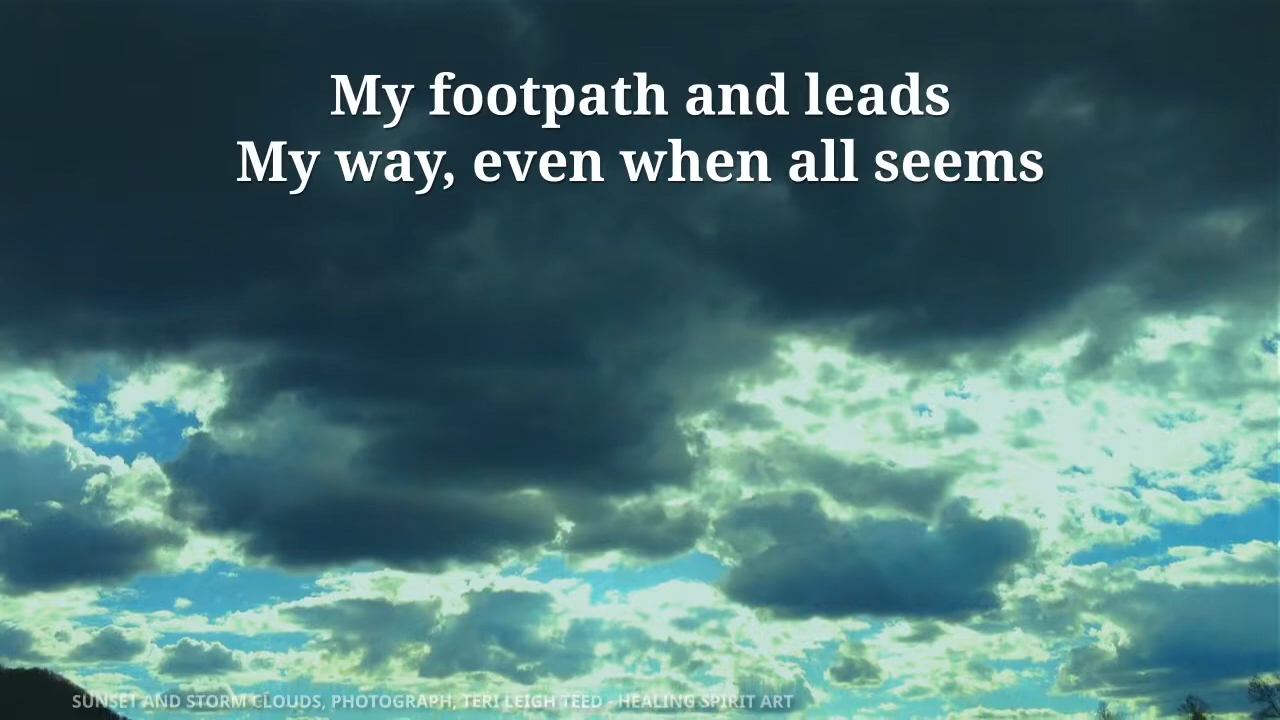 My footpath and leads
My way, even when all seems
SUNSET AND STORM CLOUDS, PHOTOGRAPH, TERI LEIGH TEED - HEALING SPIRIT ART